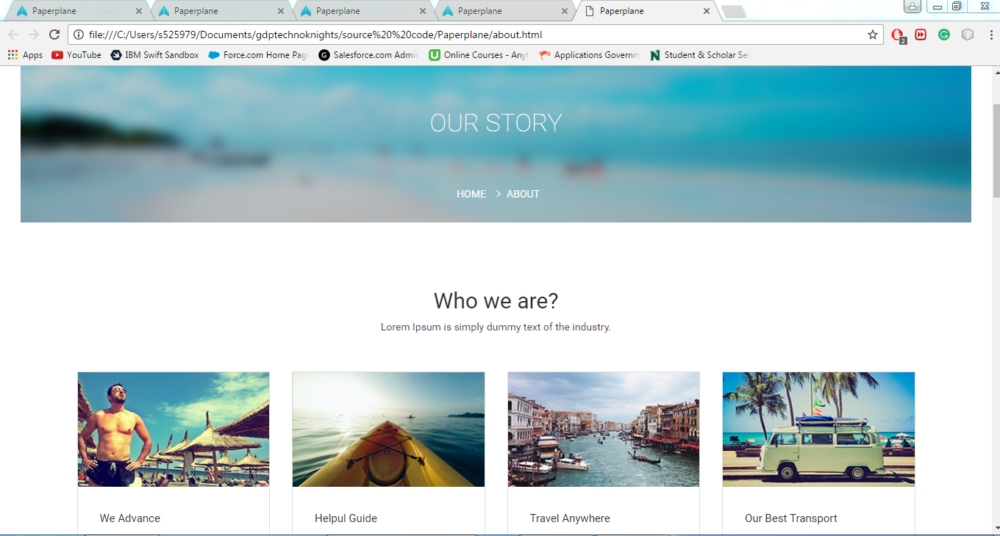 Paperplane
Paperplane
Paperplane
Paperplane
Paperplane
file:///C:/Users/s525979/Documents/gdptechnoknights/source%20%20code/Paperplane/about.html
2
Apps
YouTube
IBM Swift Sandbox
Force.com Home Pag
Salesforce.com Admin
Online Courses - Anyt
Applications Governm
Student & Scholar Se
OUR STORY
HOME > ABOUT
Who we are?
Lorem Ipsum is simply dummy text of the industry.
We Advance
Helpul Guide
Travel Anywhere
Our Best Transport